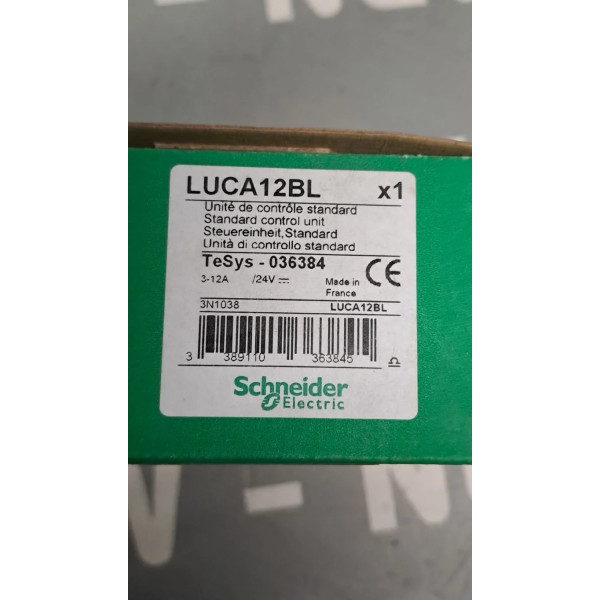 LUCA12BL x1
Unité de contrôle standard
Standard control unit
Steuereinheit, Standard
Unità di controllo standard
TeSys - 036384
3-12A /24V ⎓ Made in France CE
3N1038 LUCA12BL
3 389110 363845
Schneider
Electric